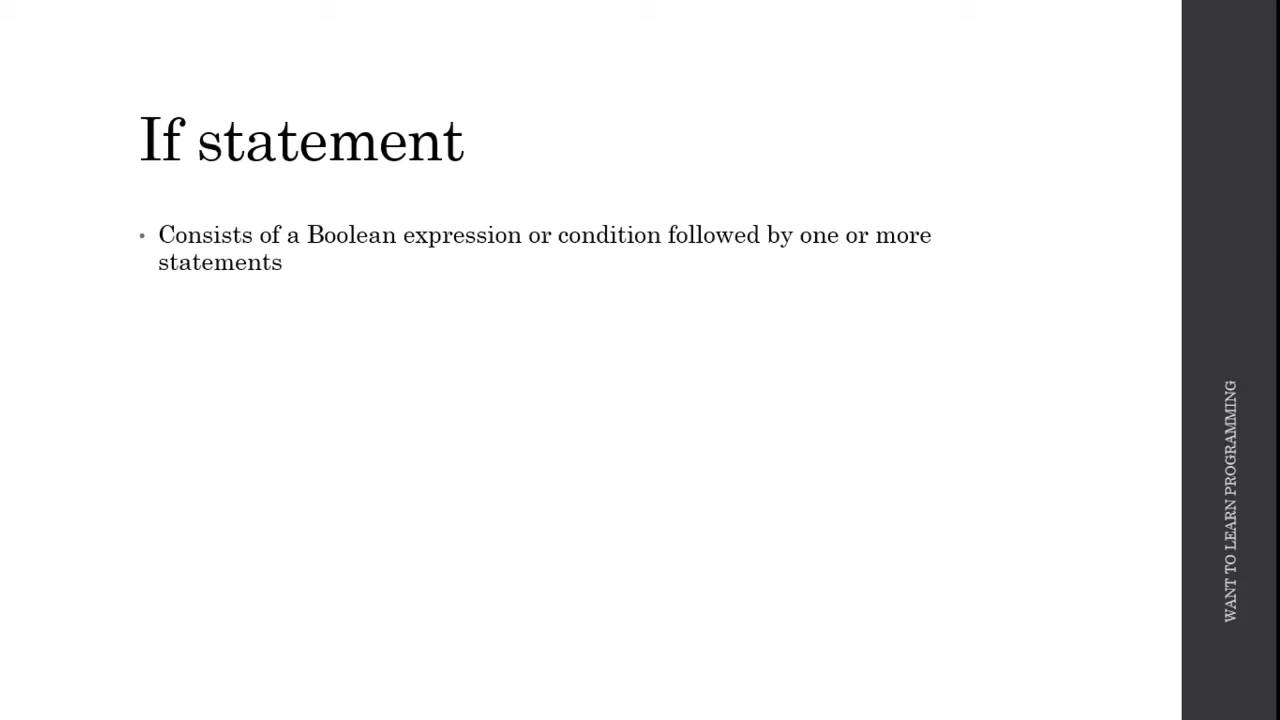 If statement
• Consists of a Boolean expression or condition followed by one or more
statements
WANT TO LEARN PROGRAMMING